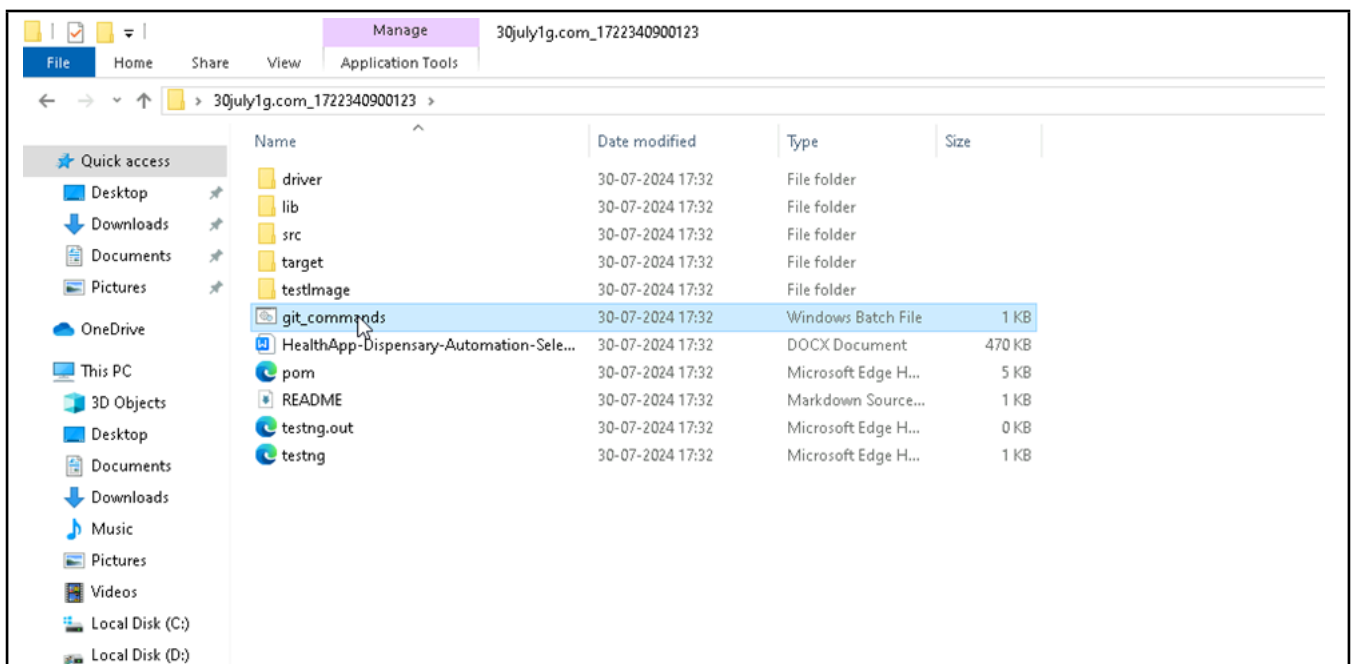 Manage 30july1g.com_1722340900123
File Home Share View Application Tools
30july1g.com_1722340900123
Name Date modified Type Size
Quick access
Desktop
Downloads
Documents
Pictures
OneDrive
This PC
3D Objects
Desktop
Documents
Downloads
Music
Pictures
Videos
Local Disk (C:)
Local Disk (D:)
driver 30-07-2024 17:32 File folder
lib 30-07-2024 17:32 File folder
src 30-07-2024 17:32 File folder
target 30-07-2024 17:32 File folder
testImage 30-07-2024 17:32 File folder
git_commands 30-07-2024 17:32 Windows Batch File 1 KB
HealthApp-Dispensary-Automation-Sele... 30-07-2024 17:32 DOCX Document 470 KB
pom 30-07-2024 17:32 Microsoft Edge H... 5 KB
README 30-07-2024 17:32 Markdown Source... 1 KB
testng.out 30-07-2024 17:32 Microsoft Edge H... 0 KB
testng 30-07-2024 17:32 Microsoft Edge H... 1 KB